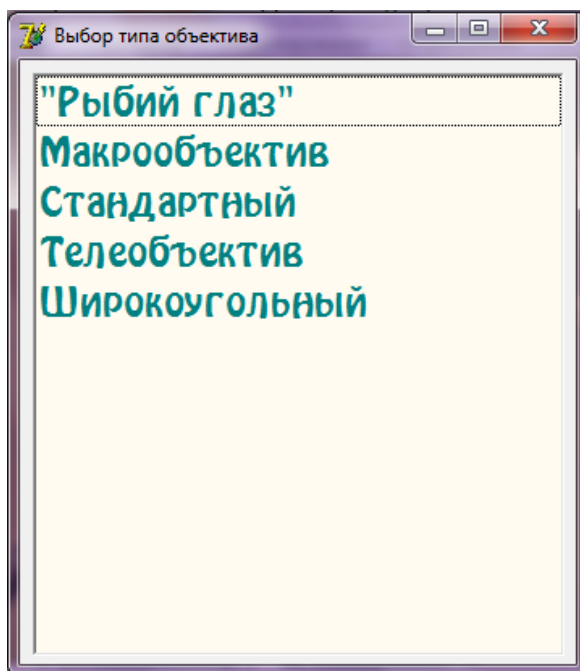 Выбор типа объектива
"Рыбий глаз"
Макрообъектив
Стандартный
Телеобъектив
Широкоугольный